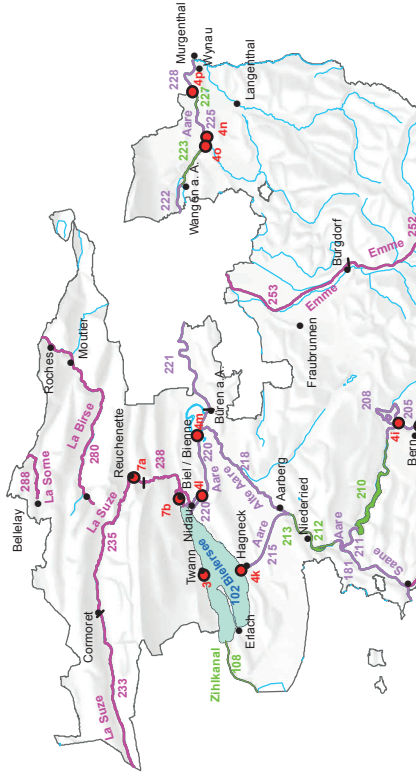 Bellelay
288
La Some
Roches
Moutier
La Birse
280
Cormoret
La Suze
233
235
La Suze
Reuchenette
7a
238
7b
Biel / Bienne
Nidau
Twann
3
Bielersee
102
Erlach
Zihlkanal
108
Hagneck
4k
4l
220
Aare
220
4m
Büren a.A.
221
Alte Aare
218
Aarberg
Aare
215
213
Niederried
212
Aare
181
211
Saane
210
208
4i
205
Bern
Fraubrunnen
Burgdorf
Emme
253
Emme
252
222
Wangen a. A.
223
4o
4n
225
Aare
227
228
4p
Murgenthal
Wynau
Langenthal